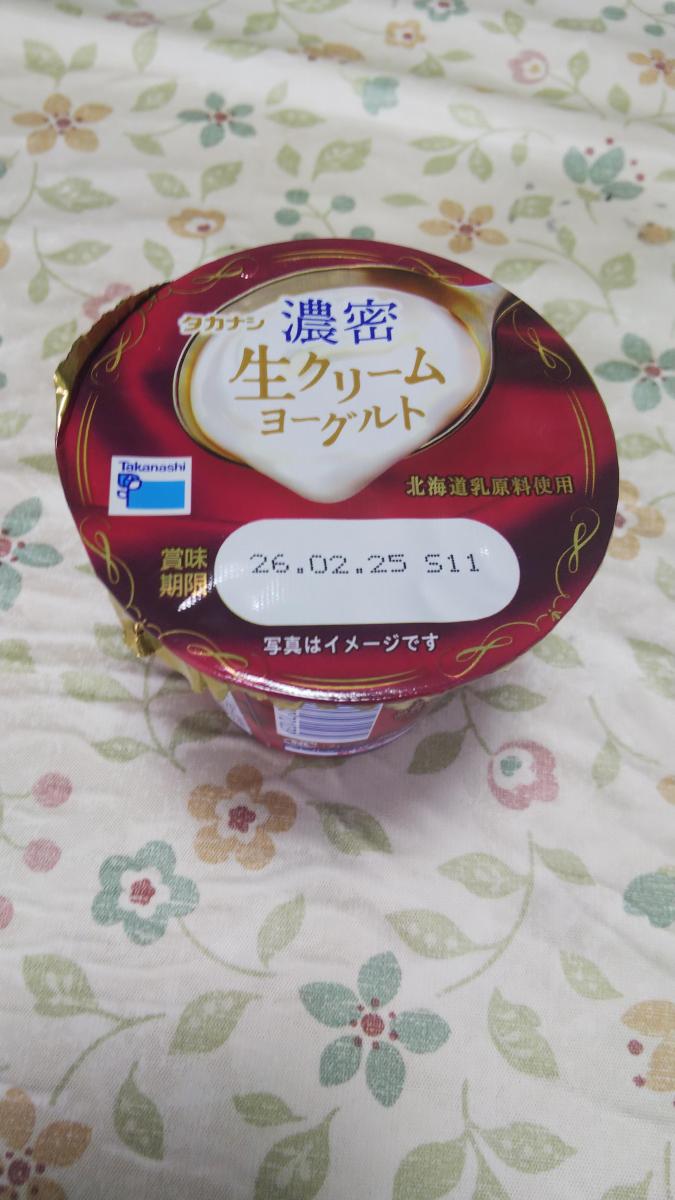 タカナシ 濃密
生クリーム
ヨーグルト
Takanashi
北海道乳原料使用
賞味
期限
26.02.25 S11
写真はイメージです